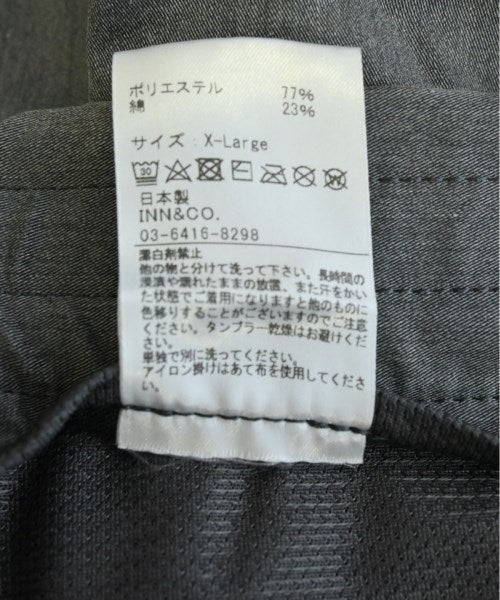 ポリエステル 77%
綿 23%
サイズ：X-Large
30
日本製
INN&CO.
03-6416-8298
漂白剤禁止
他の物と分けて洗って下さい。長時間の
浸漬や濡れたままの放置、また汗をかい
た状態でご着用になりますと他のものに
色移りすることがございますのでご注意
ください。タンブラー乾燥はお避けくだ
さい。
単独で別に洗ってください。
アイロン掛けはあて布を使用してくださ
い。